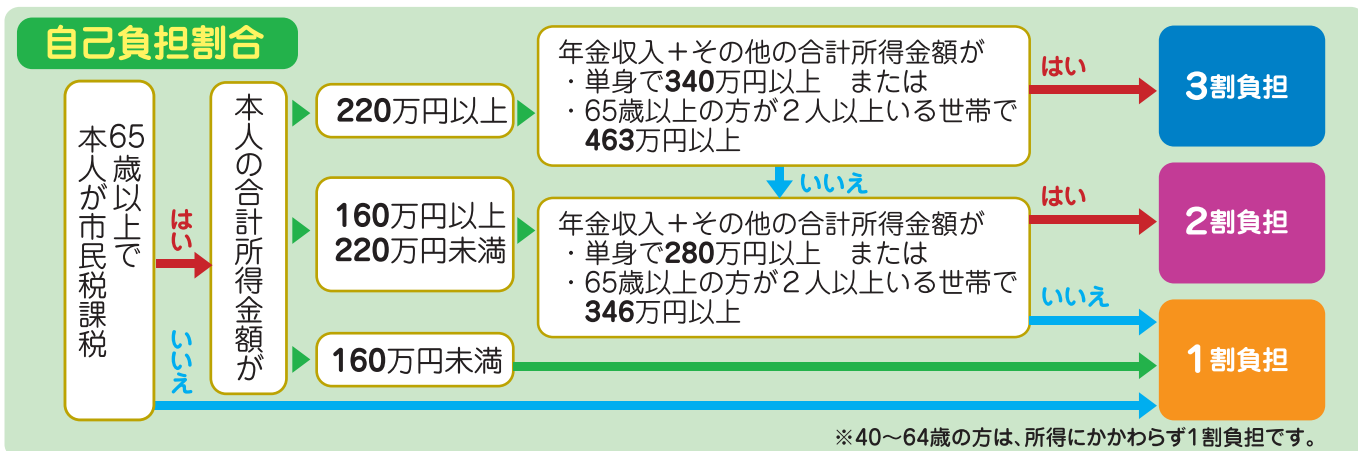 自己負担割合
65歳以上で
本人が市民税課税
はい
いいえ
本人の合計所得金額が
220万円以上
160万円以上
220万円未満
160万円未満
年金収入＋その他の合計所得金額が
・単身で340万円以上　または
・65歳以上の方が２人以上いる世帯で
463万円以上
はい
いいえ
年金収入＋その他の合計所得金額が
・単身で280万円以上　または
・65歳以上の方が２人以上いる世帯で
346万円以上
はい
いいえ
3割負担
2割負担
1割負担
※40～64歳の方は、所得にかかわらず1割負担です。